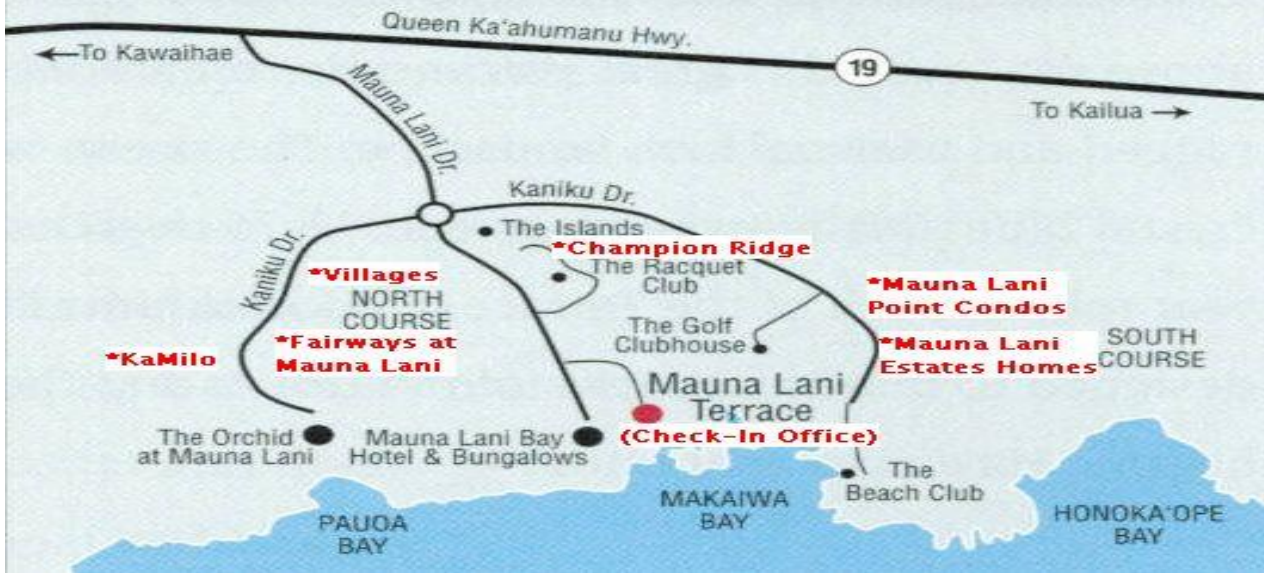 Queen Ka‘ahumanu Hwy.
←To Kawaihae
19
To Kailua →
Mauna Lani Dr.
Kaniku Dr.
The Islands
*Champion Ridge
The Racquet
Club
Kaniku Dr.
*Villages
NORTH
COURSE
*Mauna Lani
Point Condos
The Golf
Clubhouse
*KaMilo
*Fairways at
Mauna Lani
*Mauna Lani
Estates Homes
SOUTH
COURSE
Mauna Lani
Terrace
(Check-In Office)
The Orchid
at Mauna Lani
Mauna Lani Bay
Hotel & Bungalows
The
Beach Club
PAUOA
BAY
MAKAIWA
BAY
HONOKA‘OPE
BAY